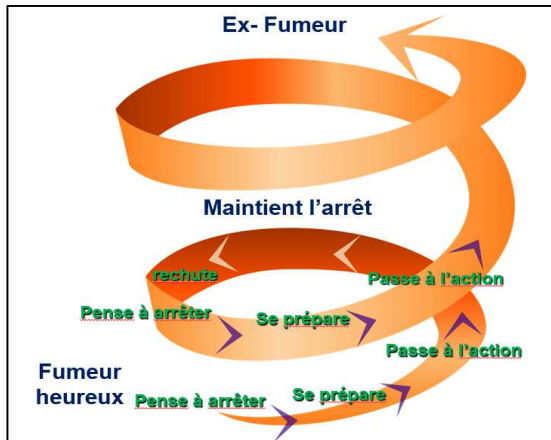 Ex- Fumeur
Maintient l'arrêt
rechute
Passe à l'action
Pense à arrêter
Se prépare
Passe à l'action
Fumeur
heureux
Pense à arrêter
Se prépare